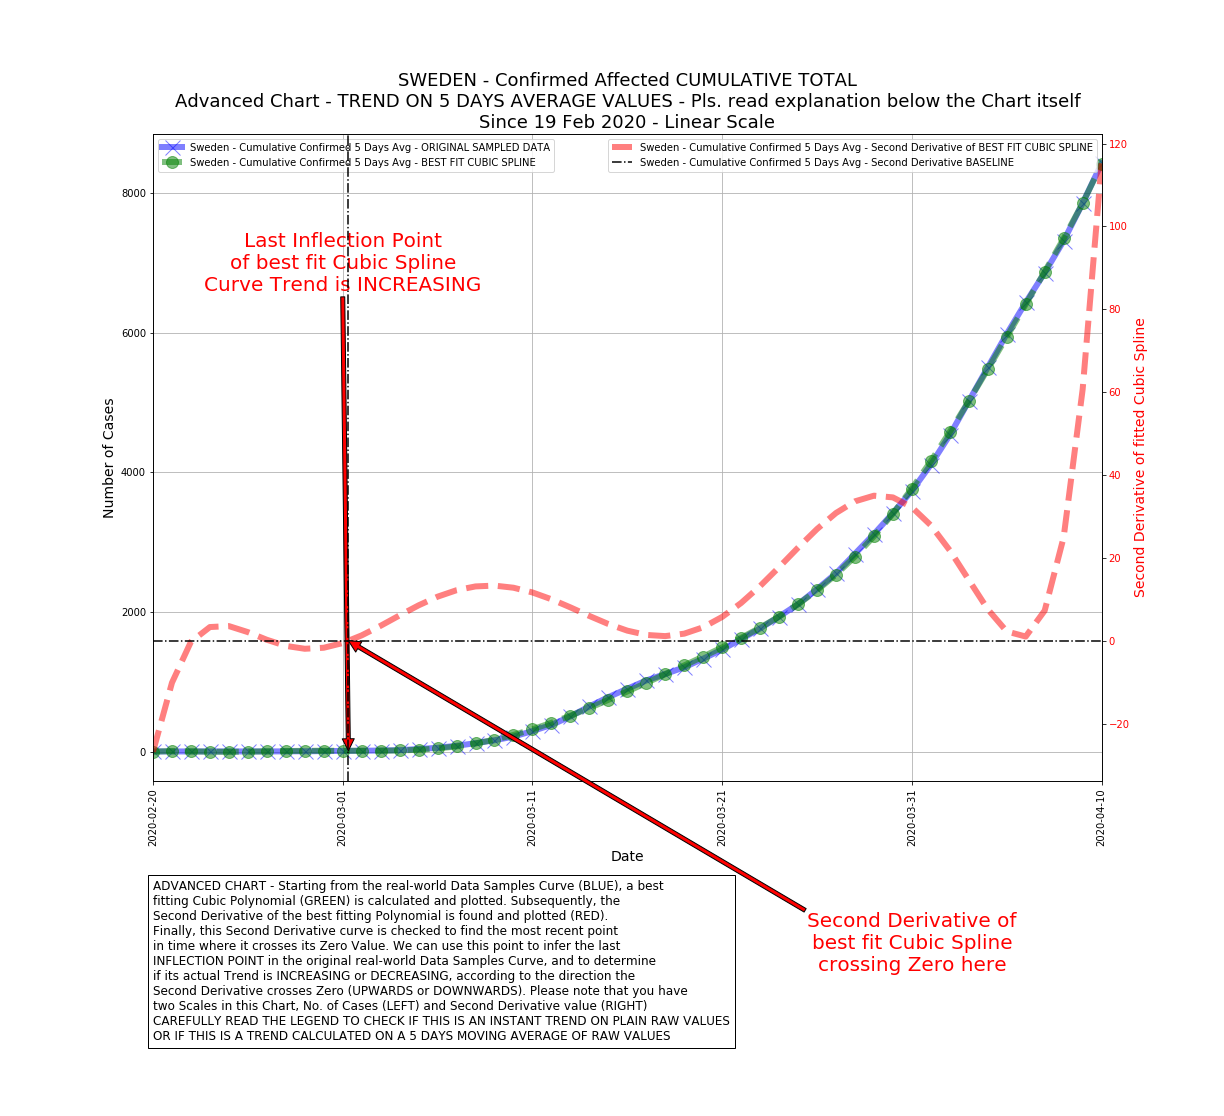 SWEDEN - Confirmed Affected CUMULATIVE TOTAL
Advanced Chart - TREND ON 5 DAYS AVERAGE VALUES - Pls. read explanation below the Chart itself
Since 19 Feb 2020 - Linear Scale
Sweden - Cumulative Confirmed 5 Days Avg - ORIGINAL SAMPLED DATA
Sweden - Cumulative Confirmed 5 Days Avg - BEST FIT CUBIC SPLINE
Sweden - Cumulative Confirmed 5 Days Avg - Second Derivative of BEST FIT CUBIC SPLINE
Sweden - Cumulative Confirmed 5 Days Avg - Second Derivative BASELINE
Last Inflection Point
of best fit Cubic Spline
Curve Trend is INCREASING
Number of Cases
8000
6000
4000
2000
0
120
100
80
60
40
20
0
−20
Second Derivative of fitted Cubic Spline
2020-02-20
2020-03-01
2020-03-11
2020-03-21
2020-03-31
2020-04-10
Date
ADVANCED CHART - Starting from the real-world Data Samples Curve (BLUE), a best
fitting Cubic Polynomial (GREEN) is calculated and plotted. Subsequently, the
Second Derivative of the best fitting Polynomial is found and plotted (RED).
Finally, this Second Derivative curve is checked to find the most recent point
in time where it crosses its Zero Value. We can use this point to infer the last
INFLECTION POINT in the original real-world Data Samples Curve, and to determine
if its actual Trend is INCREASING or DECREASING, according to the direction the
Second Derivative crosses Zero (UPWARDS or DOWNWARDS). Please note that you have
two Scales in this Chart, No. of Cases (LEFT) and Second Derivative value (RIGHT)
CAREFULLY READ THE LEGEND TO CHECK IF THIS IS AN INSTANT TREND ON PLAIN RAW VALUES
OR IF THIS IS A TREND CALCULATED ON A 5 DAYS MOVING AVERAGE OF RAW VALUES
Second Derivative of
best fit Cubic Spline
crossing Zero here